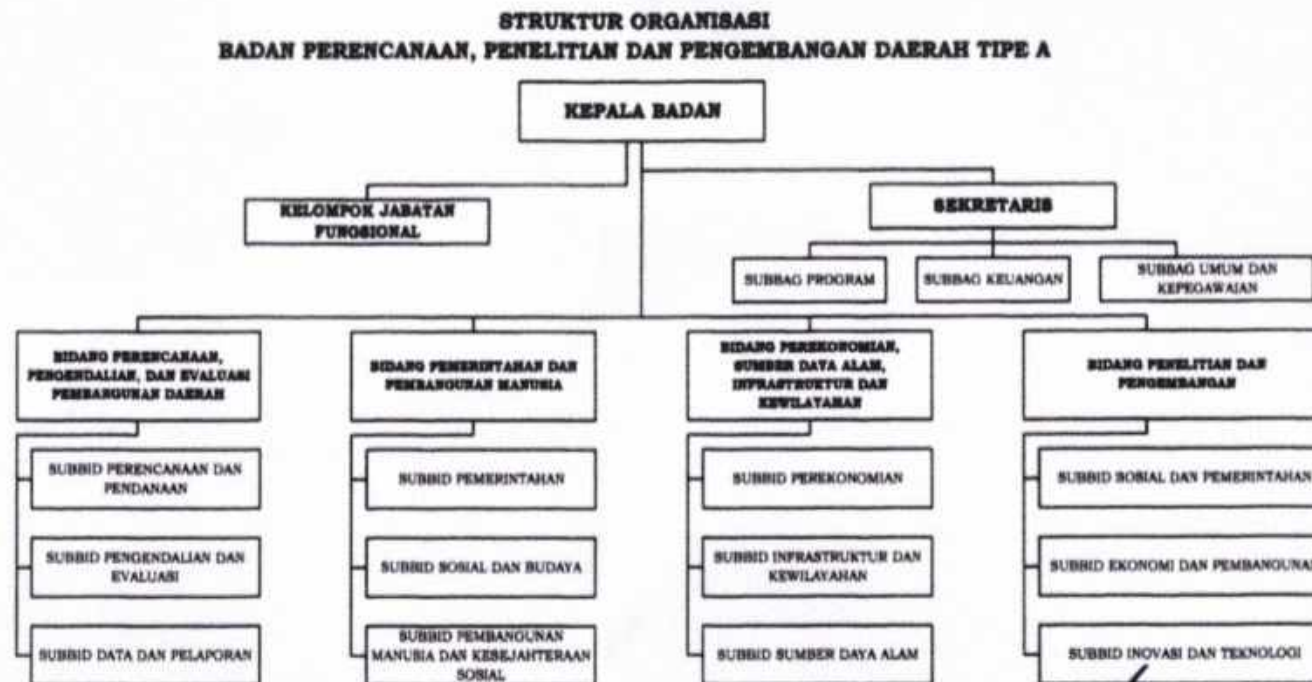 STRUKTUR ORGANISASI
BADAN PERENCANAAN, PENELITIAN DAN PENGEMBANGAN DAERAH TIPE A
KEPALA BADAN
KELOMPOK JABATAN
FUNGSIONAL
SEKRETARIS
SUBBAG PROGRAM
SUBBAG KEUANGAN
SUBBAG UMUM DAN
KEPEGAWAIAN
BIDANG PERENCANAAN,
PENGENDALIAN, DAN EVALUASI
PEMBANGUNAN DAERAH
SUBBID PERENCANAAN DAN
PENDANAAN
SUBBID PENGENDALIAN DAN
EVALUASI
SUBBID DATA DAN PELAPORAN
BIDANG PEMERINTAHAN DAN
PEMBANGUNAN MANUSIA
SUBBID PEMERINTAHAN
SUBBID SOSIAL DAN BUDAYA
SUBBID PEMBANGUNAN
MANUSIA DAN KESEJAHTERAAN
SOSIAL
BIDANG PEREKONOMIAN,
SUMBER DAYA ALAM,
INFRASTRUKTUR DAN
KEWILAYAHAN
SUBBID PEREKONOMIAN
SUBBID INFRASTRUKTUR DAN
KEWILAYAHAN
SUBBID SUMBER DAYA ALAM
BIDANG PENELITIAN DAN
PENGEMBANGAN
SUBBID SOSIAL DAN PEMERINTAHAN
SUBBID EKONOMI DAN PEMBANGUNAN
SUBBID INOVASI DAN TEKNOLOGI